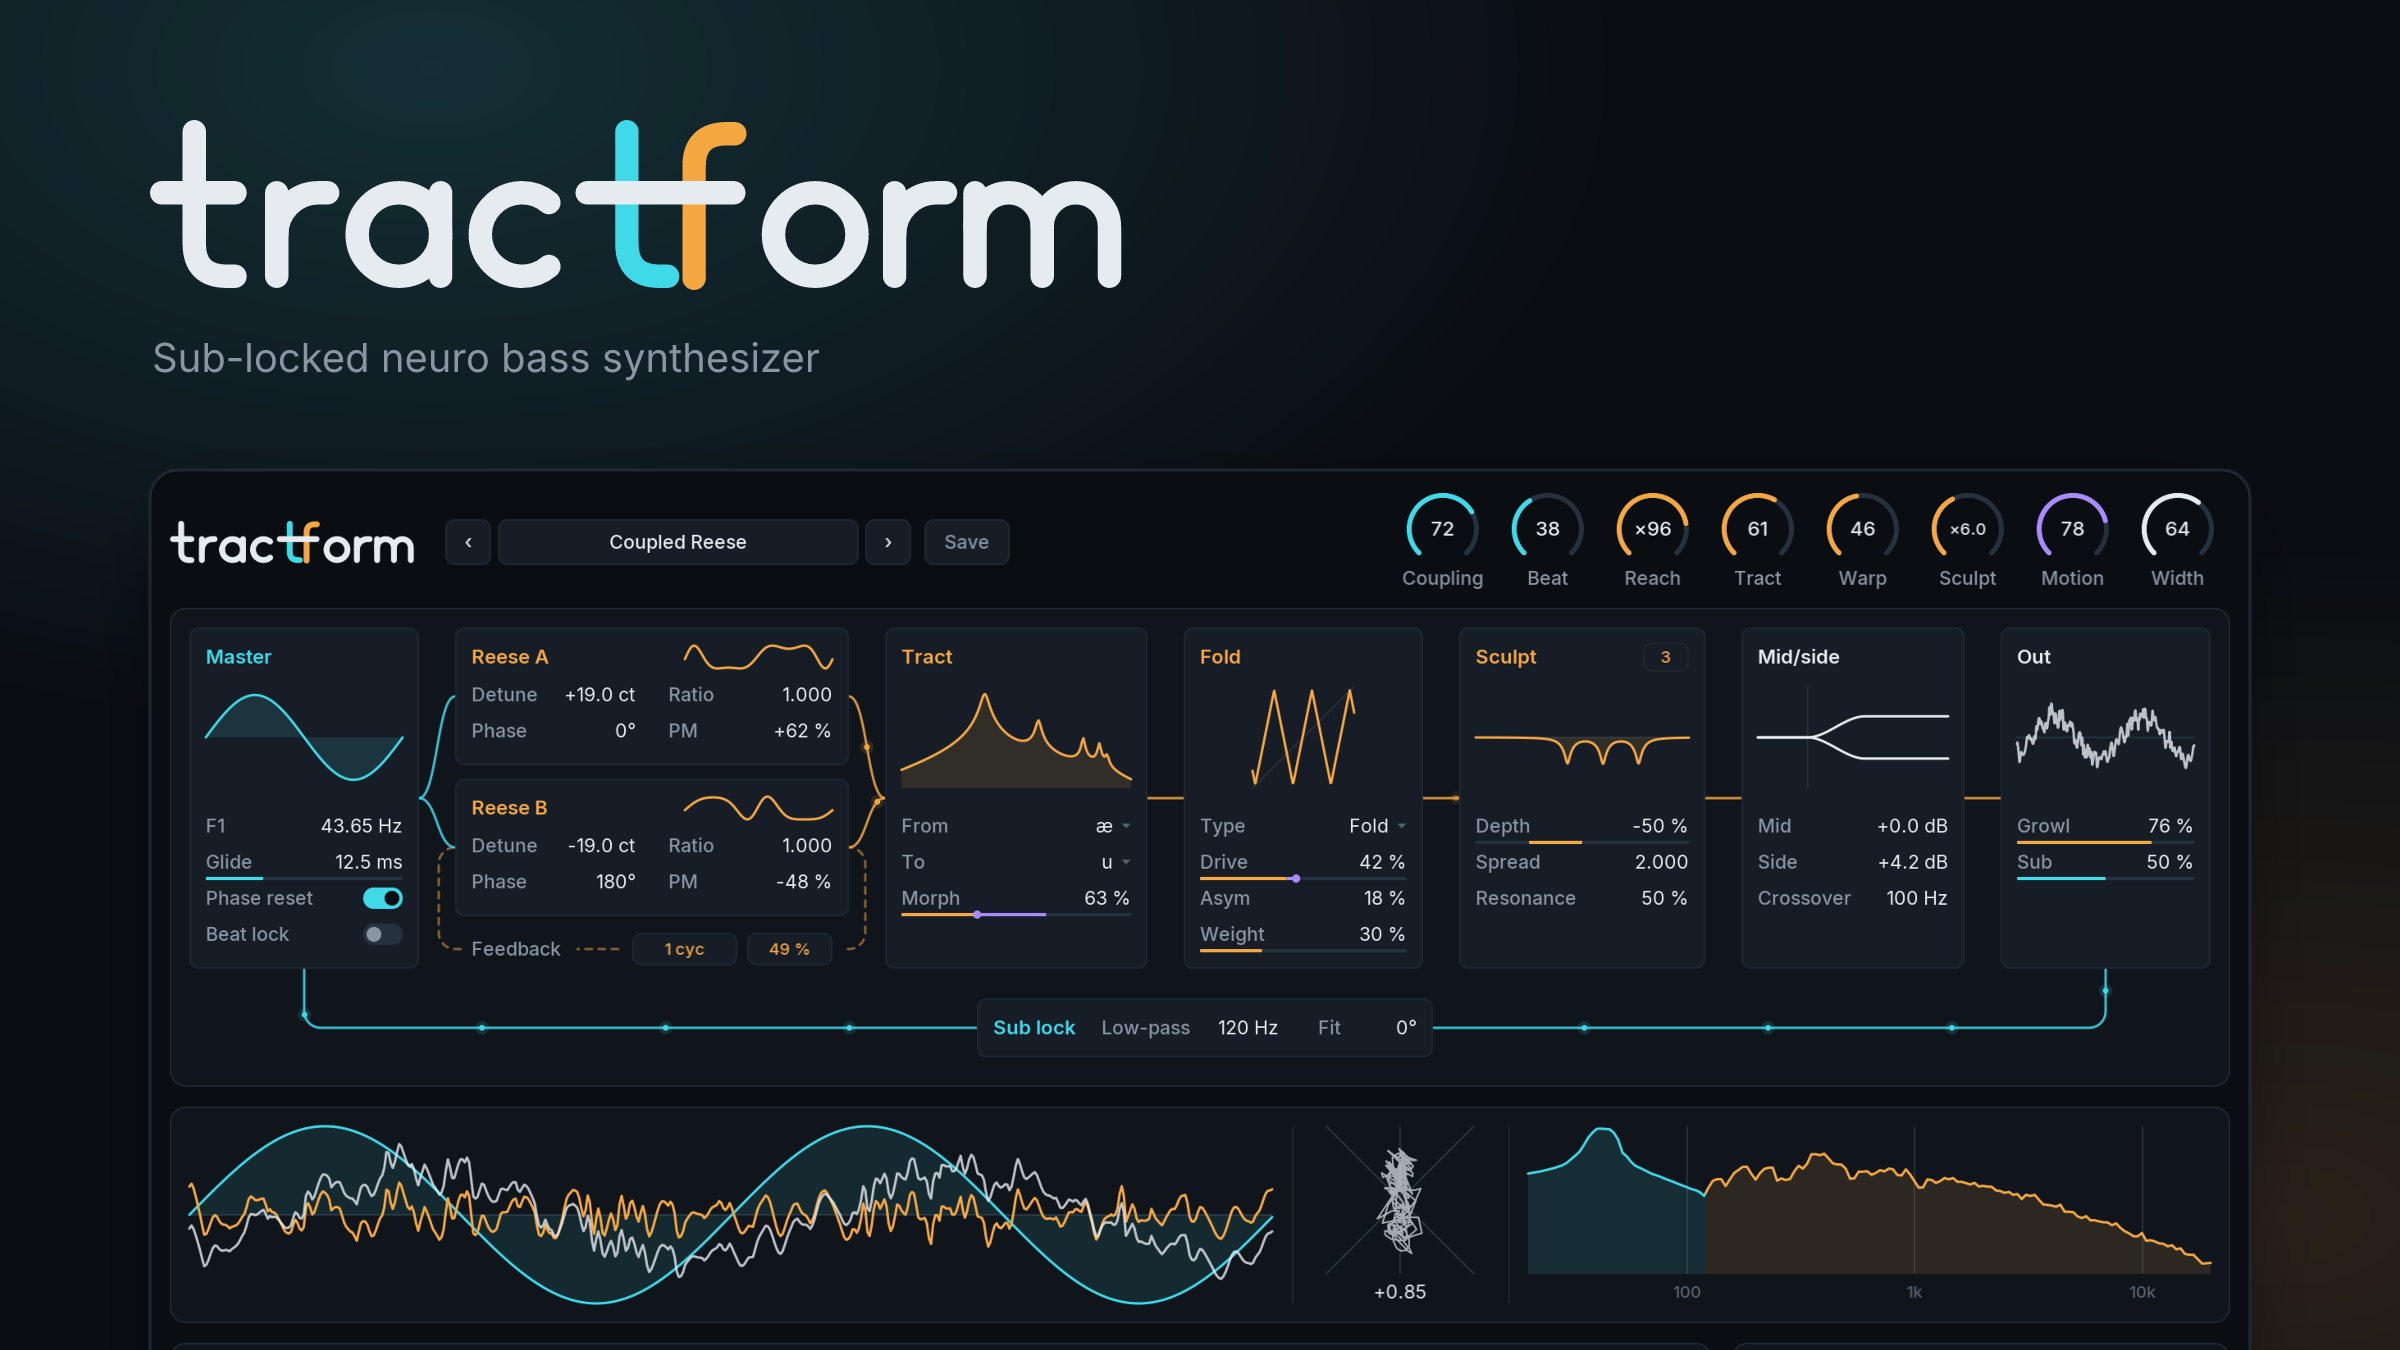 tractform
Sub-locked neuro bass synthesizer
tractform
‹
Coupled Reese
›
Save
72
38
×96
61
46
×6.0
78
64
Coupling
Beat
Reach
Tract
Warp
Sculpt
Motion
Width
Master
F1 43.65 Hz
Glide 12.5 ms
Phase reset
Beat lock
Reese A
Detune +19.0 ct Ratio 1.000
Phase 0° PM +62 %
Reese B
Detune -19.0 ct Ratio 1.000
Phase 180° PM -48 %
Feedback 1 cyc 49 %
Tract
From æ
To u
Morph 63 %
Fold
Type Fold
Drive 42 %
Asym 18 %
Weight 30 %
Sculpt 3
Depth -50 %
Spread 2.000
Resonance 50 %
Mid/side
Mid +0.0 dB
Side +4.2 dB
Crossover 100 Hz
Out
Growl 76 %
Sub 50 %
Sub lock Low-pass 120 Hz Fit 0°
+0.85
100
1k
10k